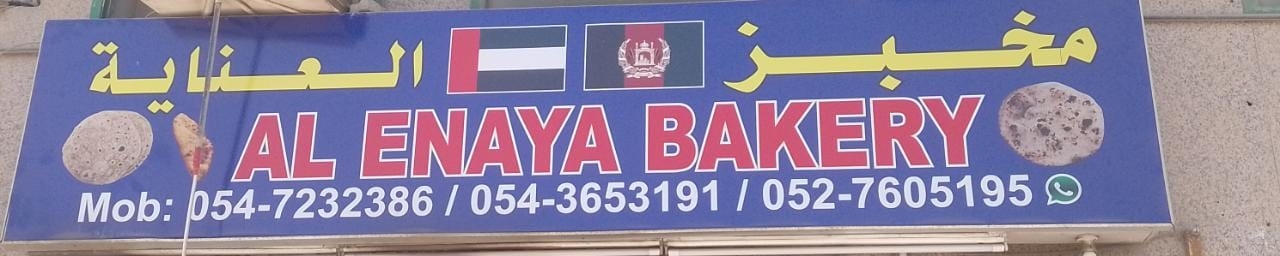 مخبز العناية
AL ENAYA BAKERY
Mob: 054-7232386 / 054-3653191 / 052-7605195